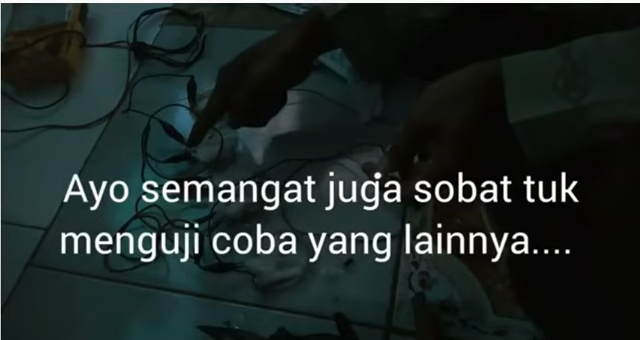 Ayo semangat juga sobat tuk
menguji coba yang lainnya....